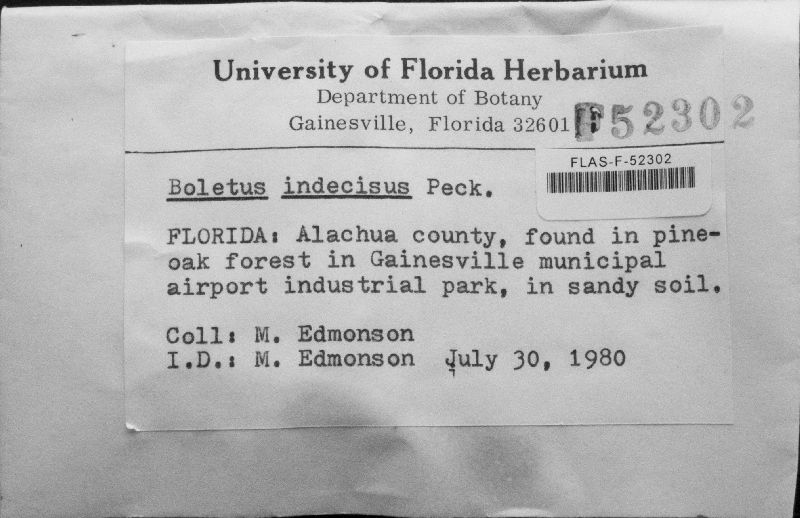 University of Florida Herbarium
Department of Botany
Gainesville, Florida 32601 F52302
FLAS-F-52302
Boletus indecisus Peck.
FLORIDA: Alachua county, found in pine-
oak forest in Gainesville municipal
airport industrial park, in sandy soil.
Coll: M. Edmonson
I.D.: M. Edmonson July 30, 1980